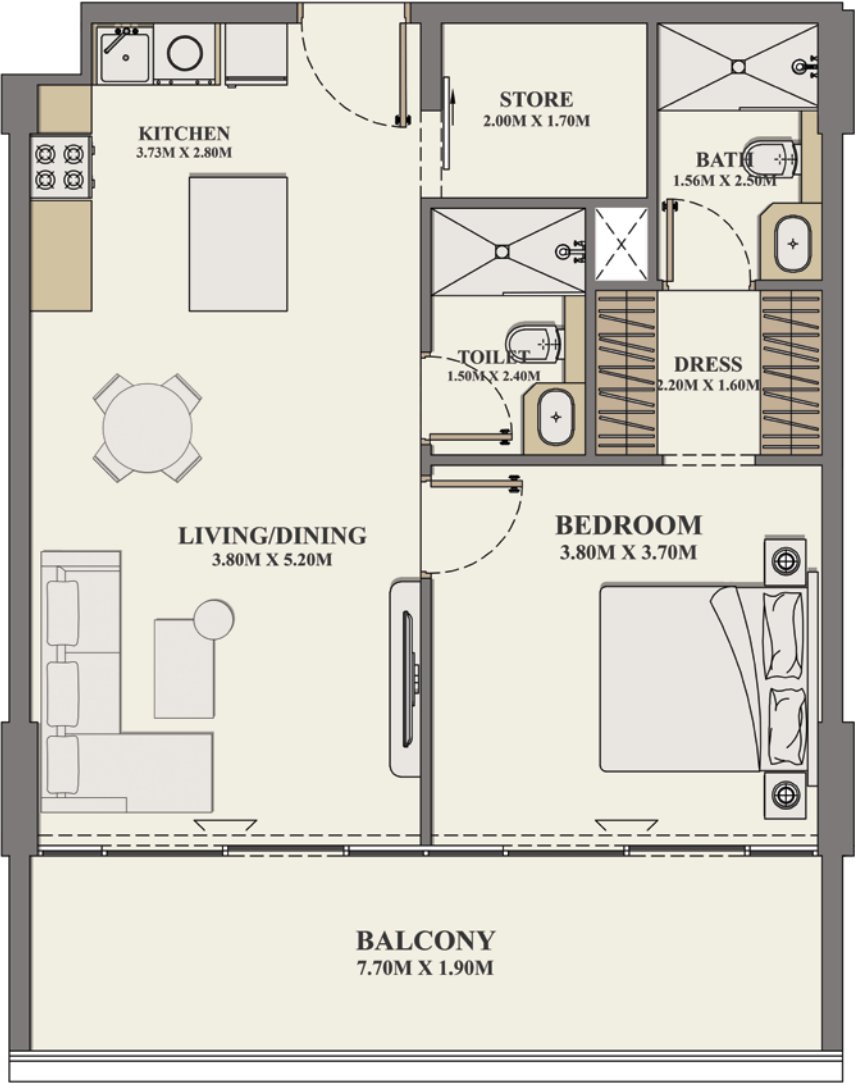 STORE
2.00M X 1.70M
KITCHEN
3.73M X 2.80M
BATH
1.56M X 2.50M
TOILET
1.50M X 2.40M
DRESS
2.20M X 1.60M
LIVING/DINING
3.80M X 5.20M
BEDROOM
3.80M X 3.70M
BALCONY
7.70M X 1.90M